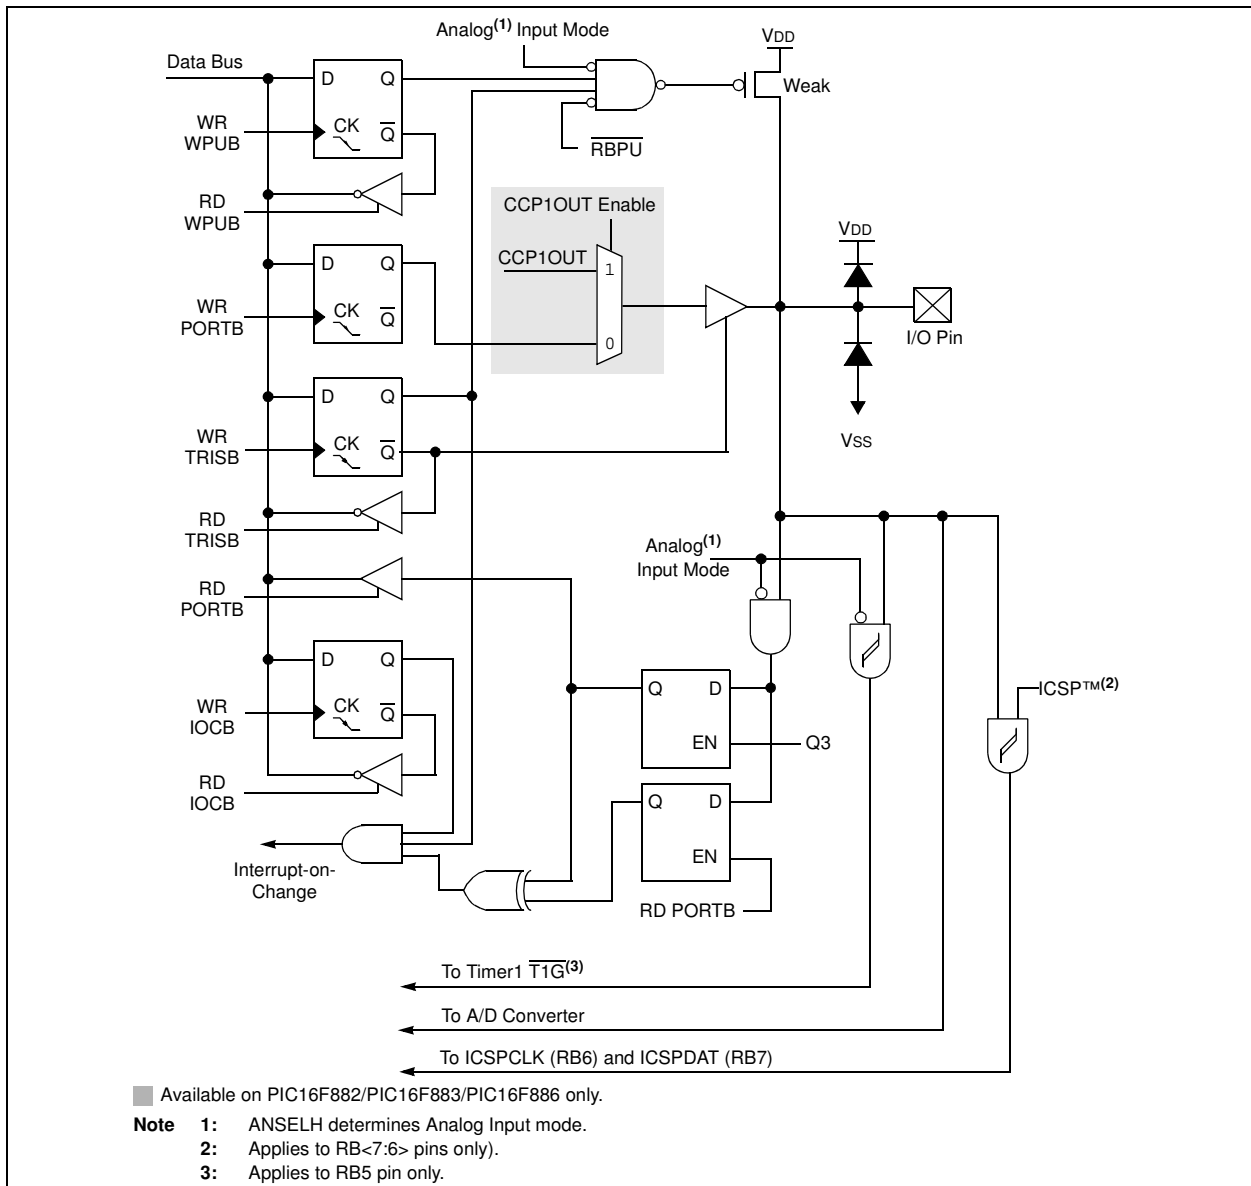 Analog(1) Input Mode
VDD
Data Bus
D Q
Weak
WR
WPUB
CK Q
RBPU
RD
WPUB
CCP1OUT Enable
VDD
D Q
CCP1OUT
1
WR
PORTB
CK Q
0
I/O Pin
D Q
WR
TRISB
CK Q
VSS
RD
TRISB
Analog(1)
Input Mode
RD
PORTB
D Q
Q D
ICSP™(2)
WR
IOCB
CK Q
EN
Q3
RD
IOCB
Q D
EN
Interrupt-on-
Change
RD PORTB
To Timer1 T1G(3)
To A/D Converter
To ICSPCLK (RB6) and ICSPDAT (RB7)
Available on PIC16F882/PIC16F883/PIC16F886 only.
Note 1: ANSELH determines Analog Input mode.
2: Applies to RB<7:6> pins only).
3: Applies to RB5 pin only.